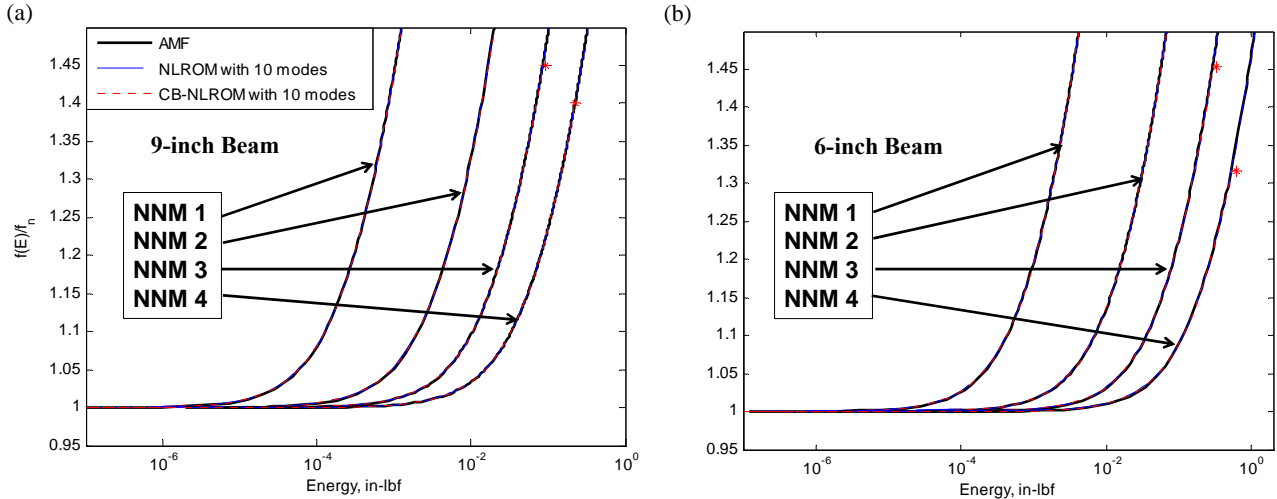 (a)
AMF
NLROM with 10 modes
CB-NLROM with 10 modes
9-inch Beam
NNM 1
NNM 2
NNM 3
NNM 4
1.45
1.4
1.35
1.3
1.25
1.2
1.15
1.1
1.05
1
0.95
f(E)/fn
10^-6
10^-4
10^-2
10^0
Energy, in-lbf
(b)
6-inch Beam
NNM 1
NNM 2
NNM 3
NNM 4
1.45
1.4
1.35
1.3
1.25
1.2
1.15
1.1
1.05
1
0.95
10^-6
10^-4
10^-2
10^0
Energy, in-lbf